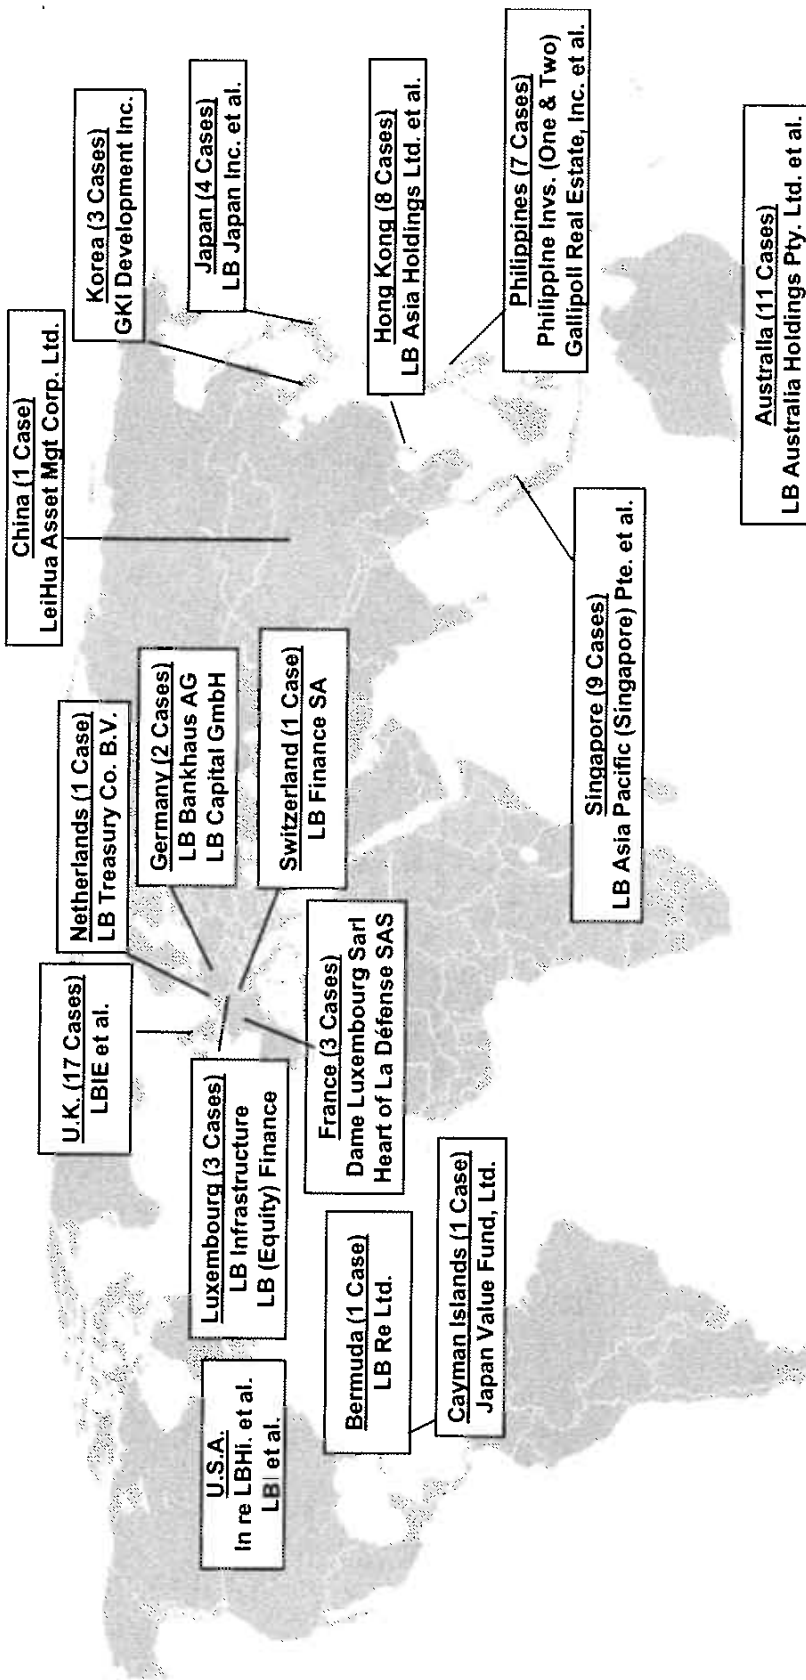 U.S.A.
In re LBHi. et al.
LBI et al.
Bermuda (1 Case)
LB Re Ltd.
Cayman Islands (1 Case)
Japan Value Fund, Ltd.
U.K. (17 Cases)
LBIE et al.
Luxembourg (3 Cases)
LB Infrastructure
LB (Equity) Finance
France (3 Cases)
Dame Luxembourg Sarl
Heart of La Défense SAS
Netherlands (1 Case)
LB Treasury Co. B.V.
Germany (2 Cases)
LB Bankhaus AG
LB Capital GmbH
Switzerland (1 Case)
LB Finance SA
China (1 Case)
LeiHua Asset Mgt Corp. Ltd.
Korea (3 Cases)
GKI Development Inc.
Japan (4 Cases)
LB Japan Inc. et al.
Hong Kong (8 Cases)
LB Asia Holdings Ltd. et al.
Philippines (7 Cases)
Philippine Invs. (One & Two)
Gallipoli Real Estate, Inc. et al.
Singapore (9 Cases)
LB Asia Pacific (Singapore) Pte. et al.
Australia (11 Cases)
LB Australia Holdings Pty. Ltd. et al.